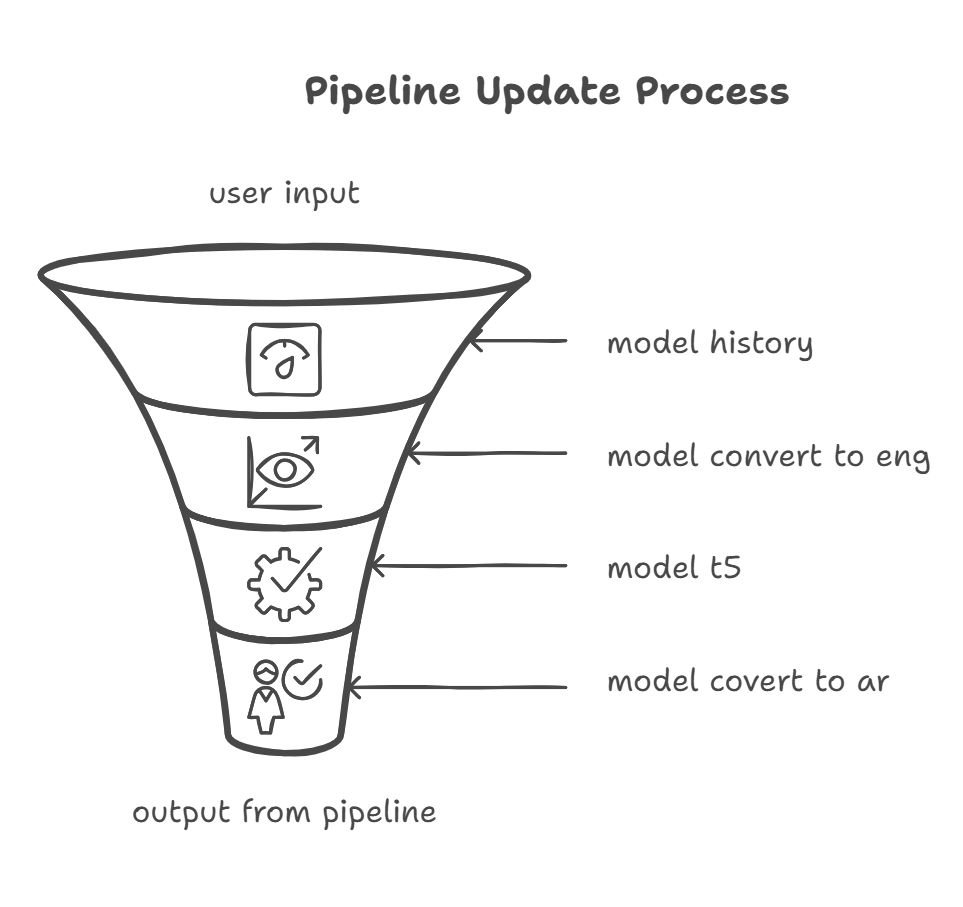 Pipeline Update Process
user input
model history
model convert to eng
model t5
model covert to ar
output from pipeline